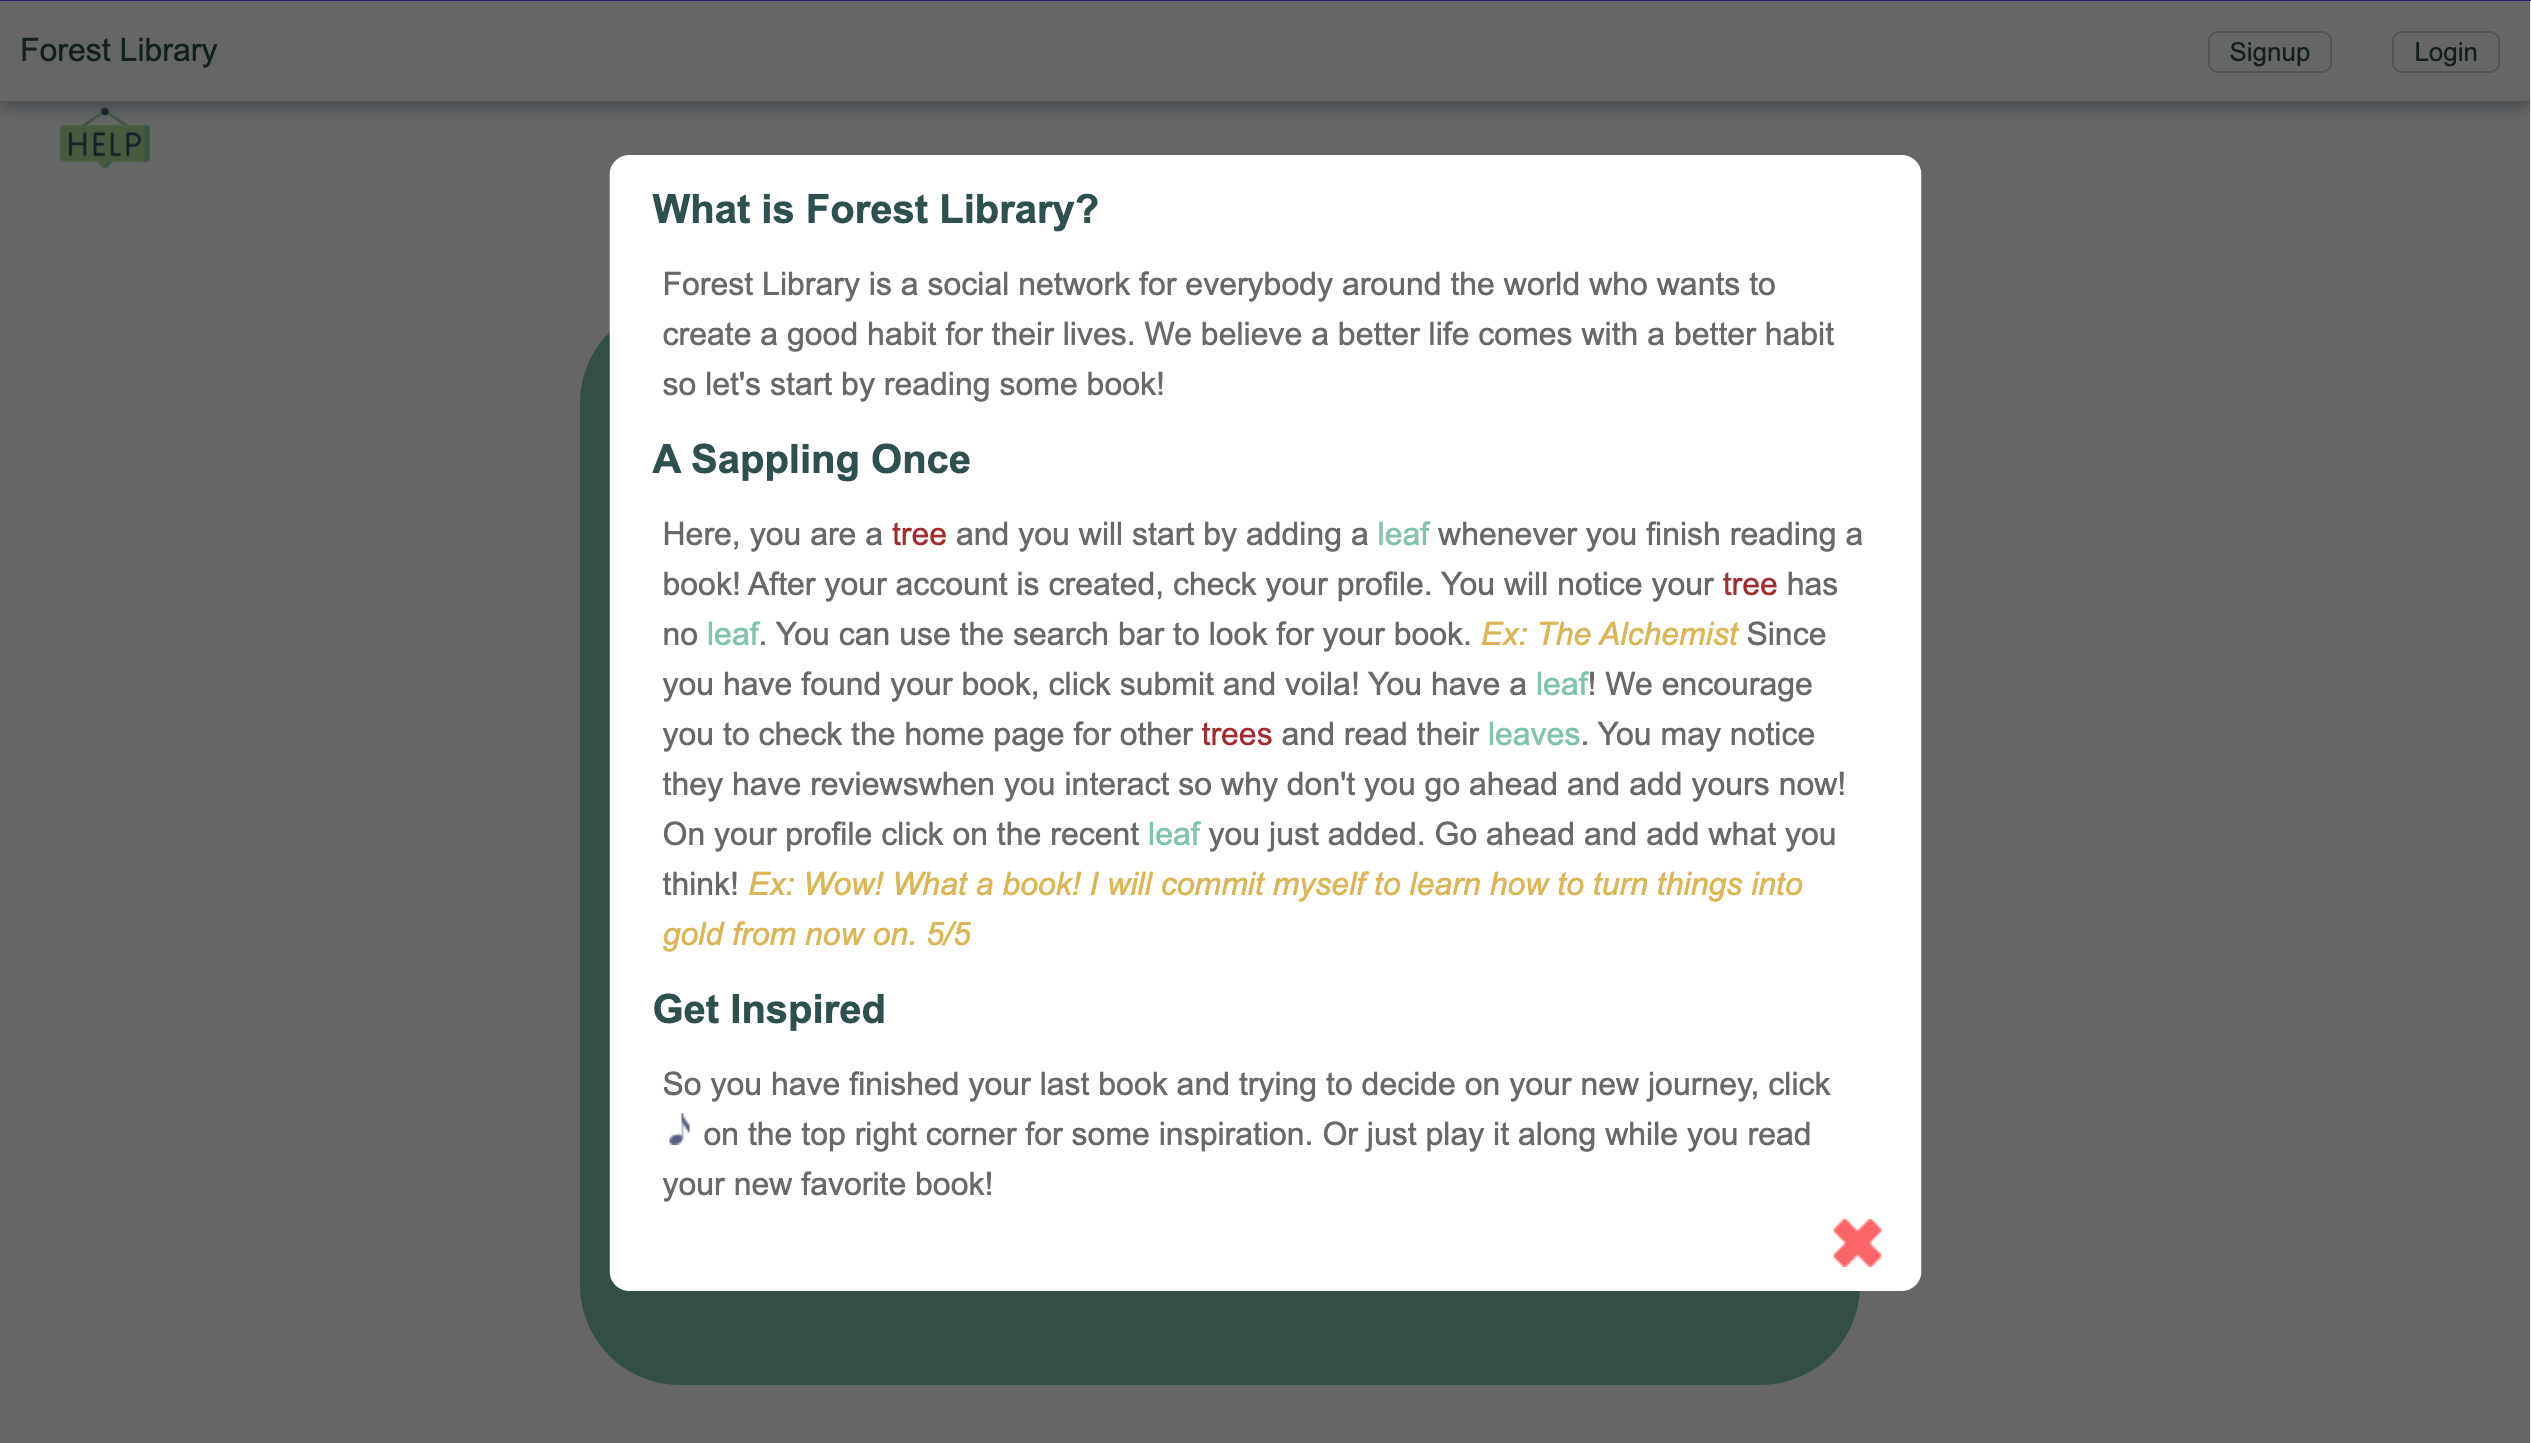 Forest Library
Signup
Login
HELP
What is Forest Library?
Forest Library is a social network for everybody around the world who wants to
create a good habit for their lives. We believe a better life comes with a better habit
so let's start by reading some book!
A Sappling Once
Here, you are a tree and you will start by adding a leaf whenever you finish reading a
book! After your account is created, check your profile. You will notice your tree has
no leaf. You can use the search bar to look for your book. Ex: The Alchemist Since
you have found your book, click submit and voila! You have a leaf! We encourage
you to check the home page for other trees and read their leaves. You may notice
they have reviewswhen you interact so why don't you go ahead and add yours now!
On your profile click on the recent leaf you just added. Go ahead and add what you
think! Ex: Wow! What a book! I will commit myself to learn how to turn things into
gold from now on. 5/5
Get Inspired
So you have finished your last book and trying to decide on your new journey, click
on the top right corner for some inspiration. Or just play it along while you read
your new favorite book!